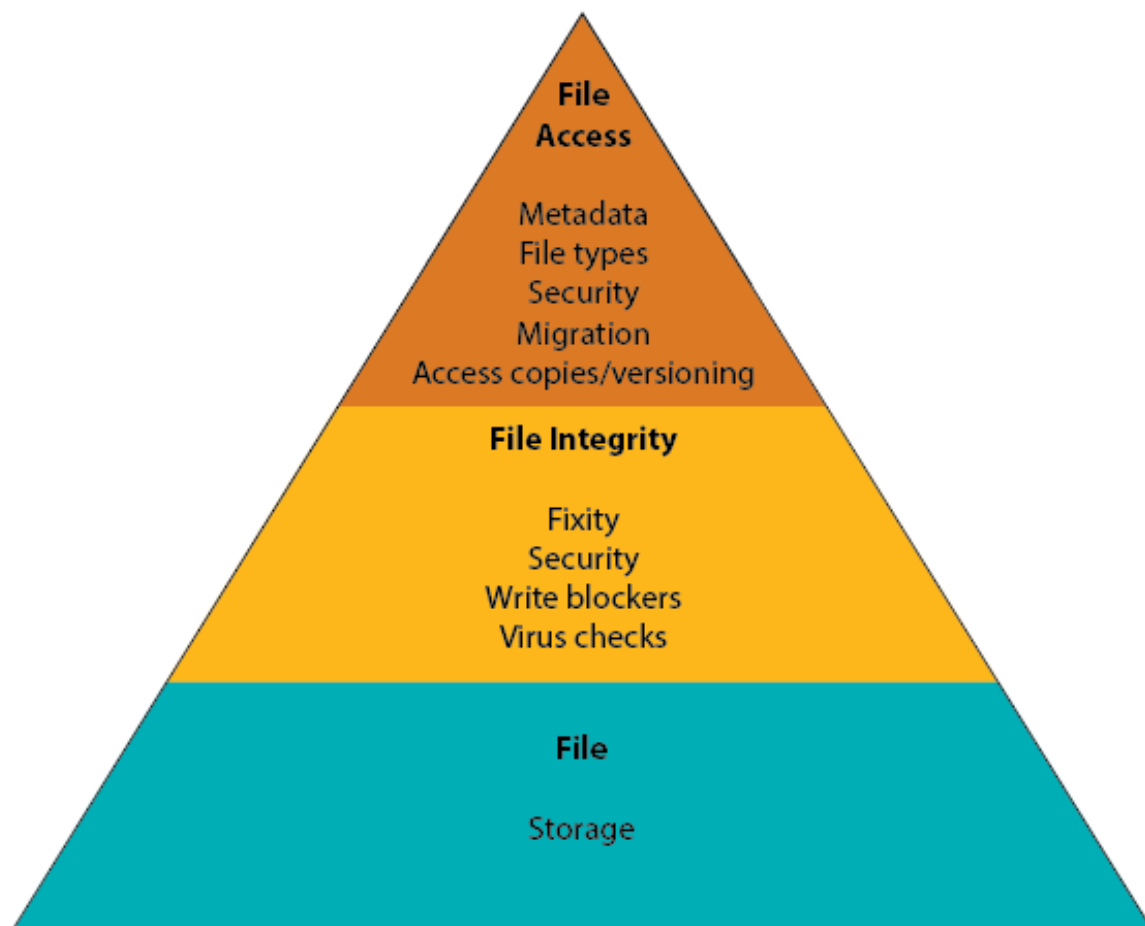 File
Access
Metadata
File types
Security
Migration
Access copies/versioning
File Integrity
Fixity
Security
Write blockers
Virus checks
File
Storage